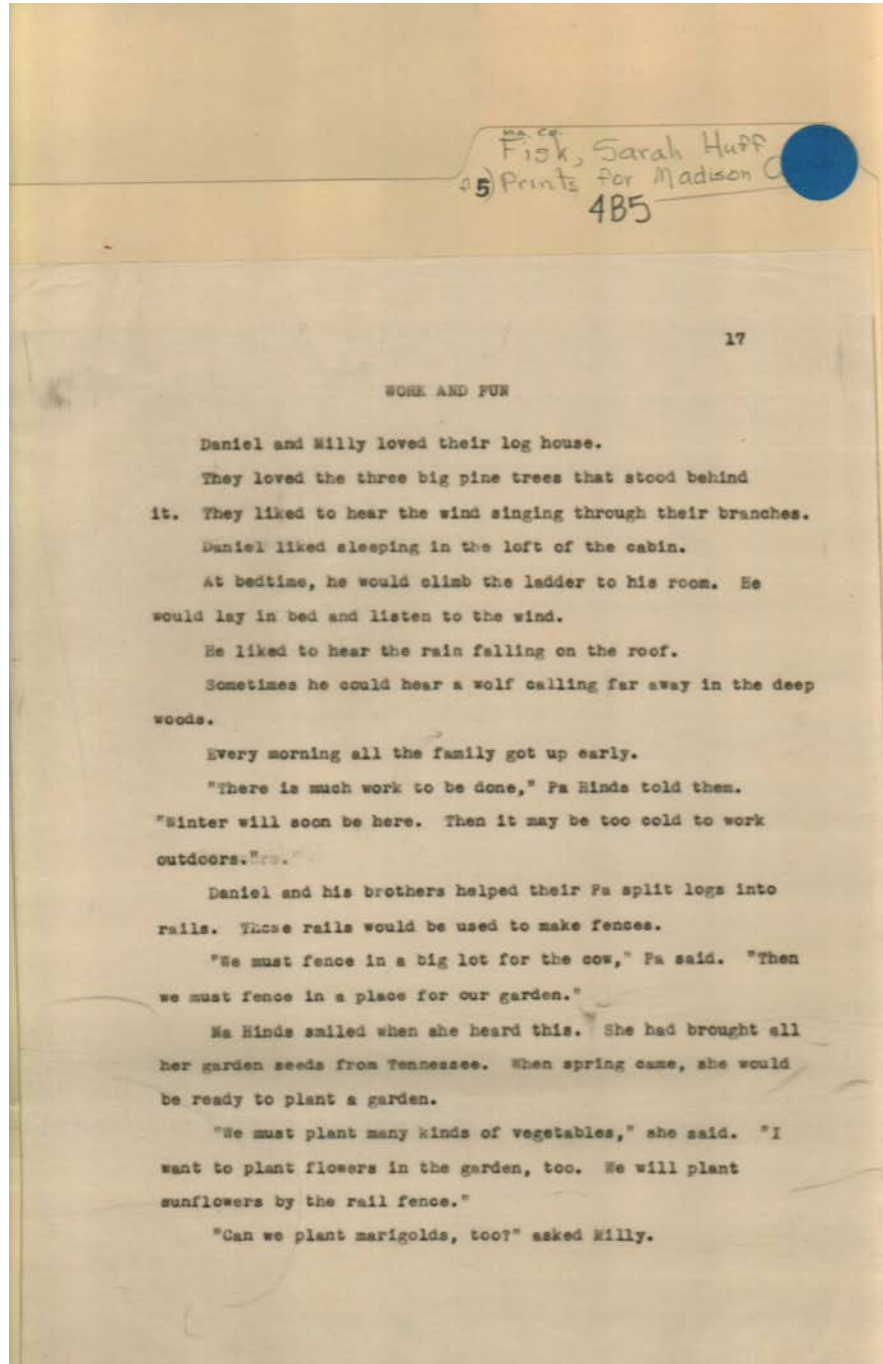 Ma. Co.
Fisk, Sarah Huff
5) Prints for Madison
4B5
17
WORK AND FUN
Daniel and Milly loved their log house.
They loved the three big pine trees that stood behind
it. They liked to hear the wind singing through their branches.
Daniel liked sleeping in the loft of the cabin.
At bedtime, he would climb the ladder to his room. He
would lay in bed and listen to the wind.
He liked to hear the rain falling on the roof.
Sometimes he could hear a wolf calling far away in the deep
woods.
Every morning all the family got up early.
"There is much work to be done," Pa Hinds told them.
"Winter will soon be here. Then it may be too cold to work
outdoors."
Daniel and his brothers helped their Pa split logs into
rails. These rails would be used to make fences.
"We must fence in a big lot for the cow," Pa said. "Then
we must fence in a place for our garden."
Ma Hinds smiled when she heard this. She had brought all
her garden seeds from Tennessee. When spring came, she would
be ready to plant a garden.
"We must plant many kinds of vegetables," she said. "I
want to plant flowers in the garden, too. We will plant
sunflowers by the rail fence."
"Can we plant marigolds, too?" asked Milly.